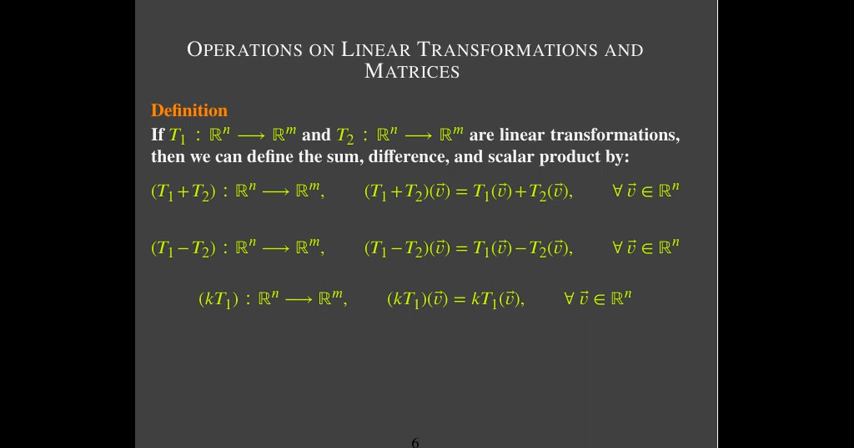 OPERATIONS ON LINEAR TRANSFORMATIONS AND
MATRICES
Definition
If T₁ : ℝⁿ ⟶ ℝᵐ and T₂ : ℝⁿ ⟶ ℝᵐ are linear transformations,
then we can define the sum, difference, and scalar product by:
(T₁+T₂) : ℝⁿ ⟶ ℝᵐ, (T₁+T₂)(v⃗) = T₁(v⃗)+T₂(v⃗), ∀ v⃗ ∈ ℝⁿ
(T₁−T₂) : ℝⁿ ⟶ ℝᵐ, (T₁−T₂)(v⃗) = T₁(v⃗)−T₂(v⃗), ∀ v⃗ ∈ ℝⁿ
(kT₁) : ℝⁿ ⟶ ℝᵐ, (kT₁)(v⃗) = kT₁(v⃗), ∀ v⃗ ∈ ℝⁿ
6